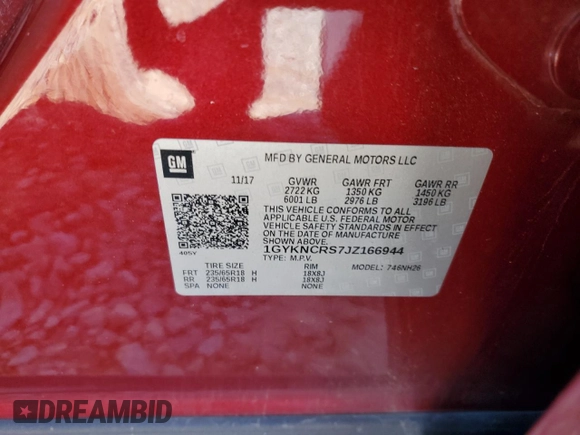 GM
MFD BY GENERAL MOTORS LLC
11/17 GVWR GAWR FRT GAWR RR
2722 KG 1350 KG 1450 KG
6001 LB 2976 LB 3196 LB
THIS VEHICLE CONFORMS TO ALL
APPLICABLE U.S. FEDERAL MOTOR
VEHICLE SAFETY STANDARDS IN EFFECT
ON THE DATE OF MANUFACTURE
SHOWN ABOVE.
1GYKNCRS7JZ166944
405Y
TYPE: M.P.V. MODEL: 746NH26
TIRE SIZE RIM
FRT 235/65R18 H 18X8J
RR 235/65R18 H 18X8J
SPA NONE NONE
DREAMBID